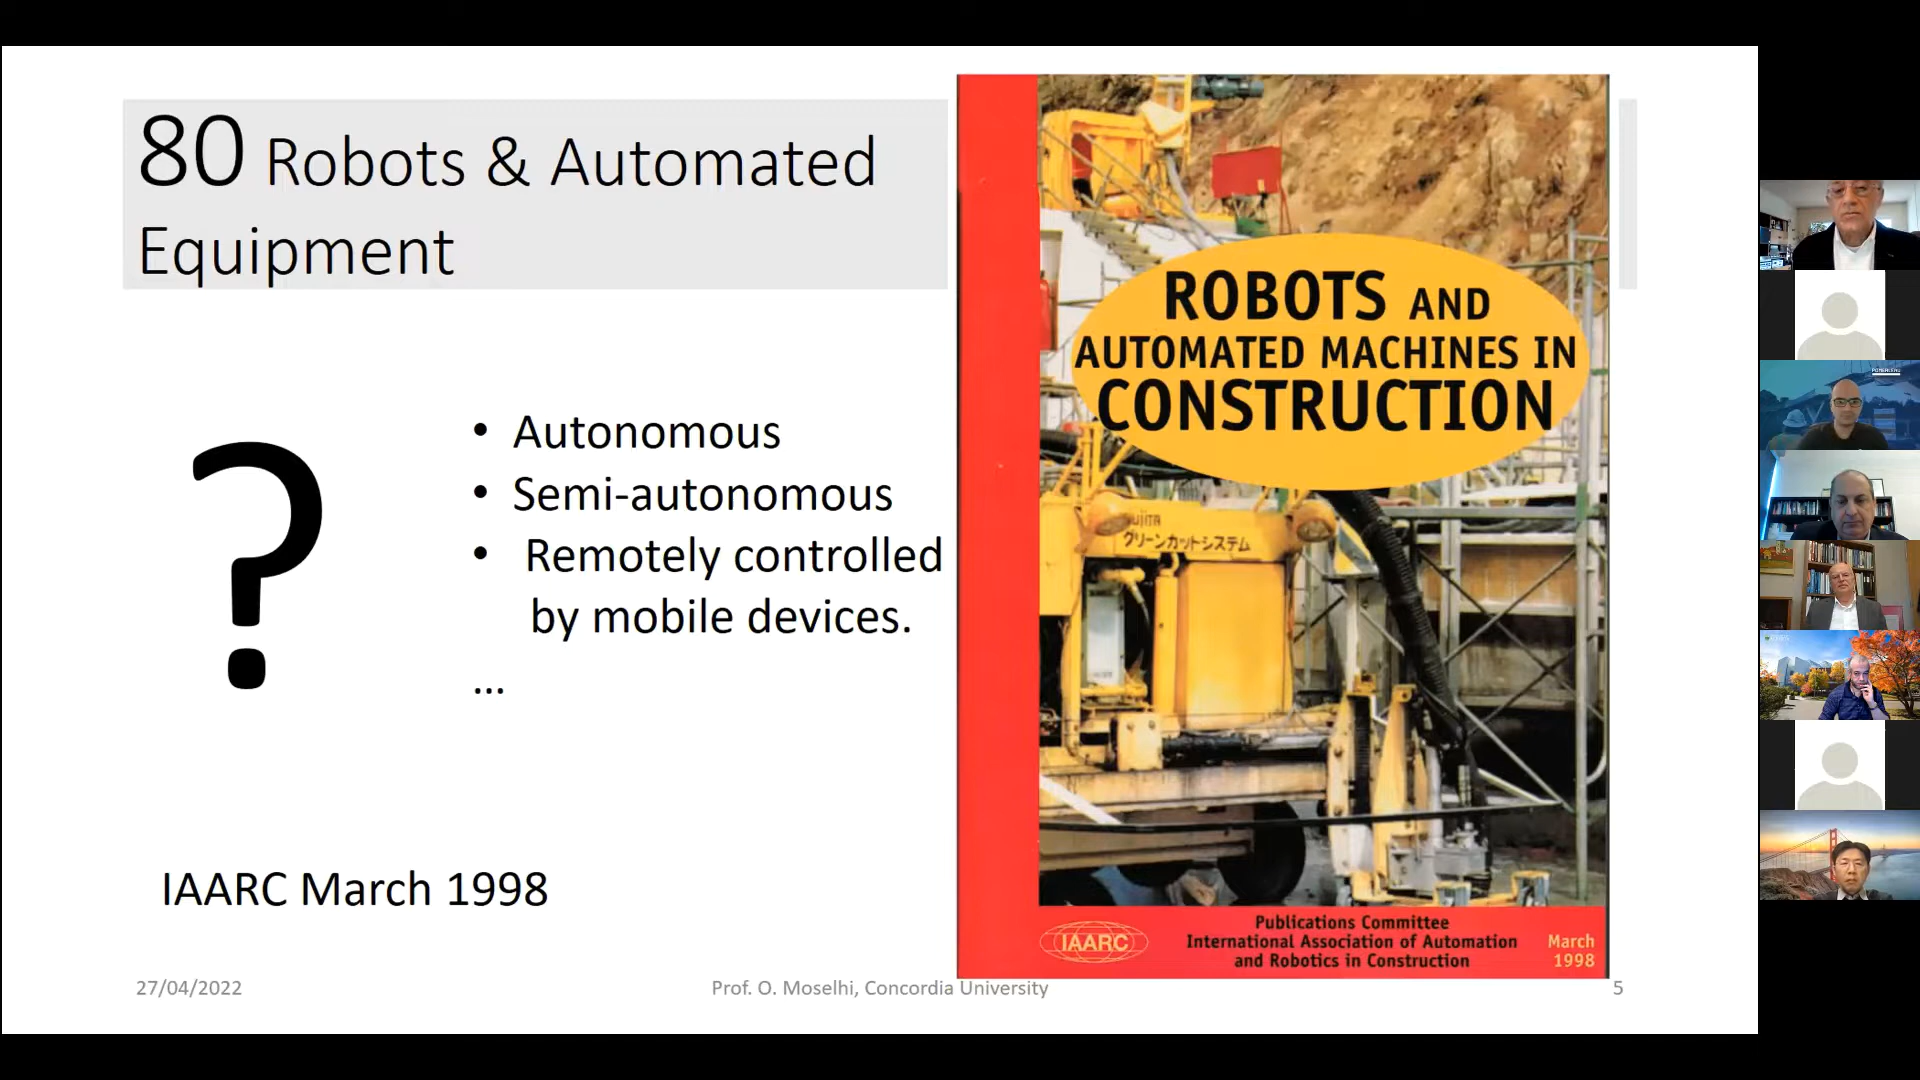 80 Robots & Automated
Equipment
?
• Autonomous
• Semi-autonomous
• Remotely controlled
by mobile devices.
...
IAARC March 1998
ROBOTS AND
AUTOMATED MACHINES IN
CONSTRUCTION
FUJITA
グリーンカットシステム
IAARC
Publications Committee
International Association of Automation
and Robotics in Construction
March
1998
27/04/2022
Prof. O. Moselhi, Concordia University
5
POMERLEAU